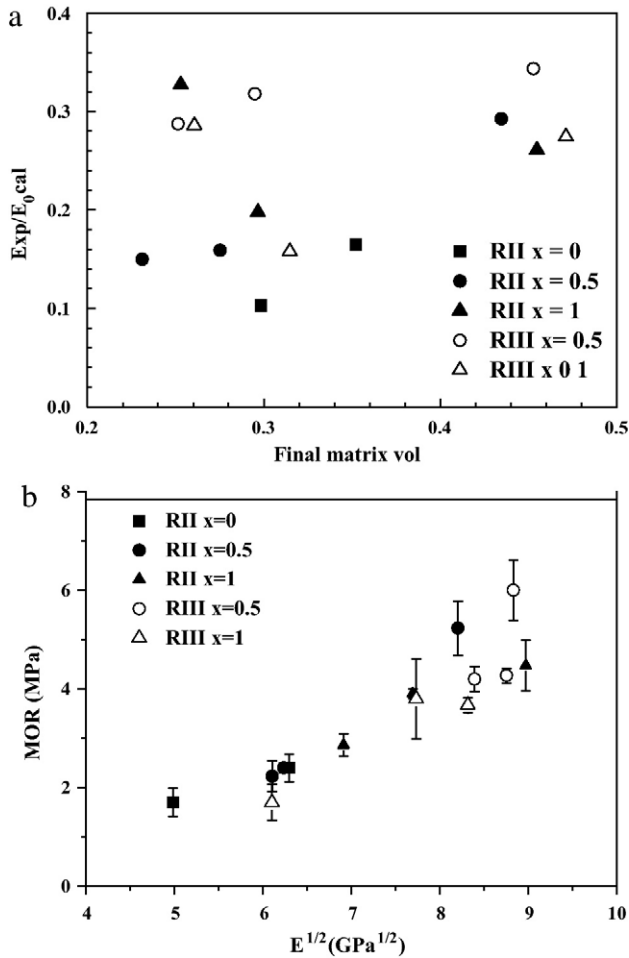 a
0.4
0.3
0.2
0.1
0.0
Exp/E₀cal
RII x = 0
RII x = 0.5
RII x = 1
RIII x= 0.5
RIII x 0 1
0.2 0.3 0.4 0.5
Final matrix vol
b
8
6
4
2
0
MOR (MPa)
RII x=0
RII x=0.5
RII x=1
RIII x=0.5
RIII x=1
4 5 6 7 8 9 10
E¹/²(GPa¹/²)